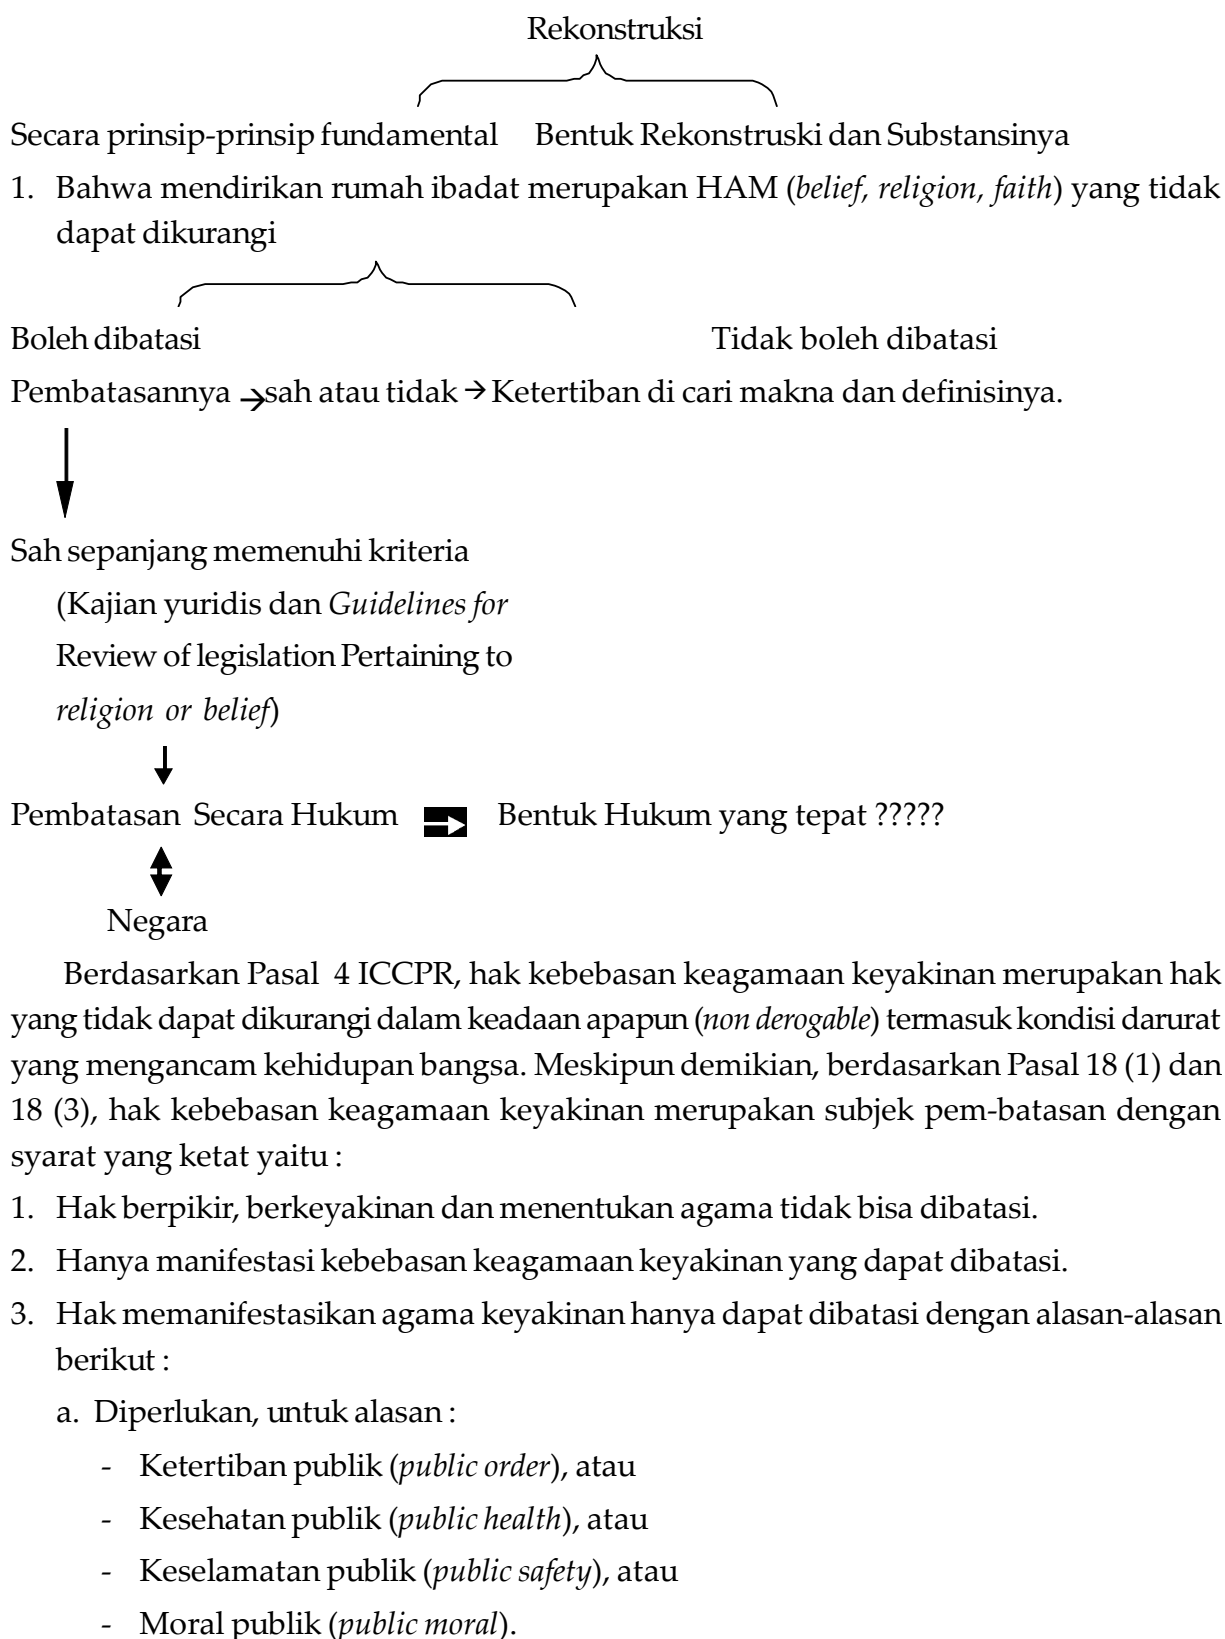 Rekonstruksi
Secara prinsip-prinsip fundamental Bentuk Rekonstruski dan Substansinya
1. Bahwa mendirikan rumah ibadat merupakan HAM (belief, religion, faith) yang tidak
dapat dikurangi
Boleh dibatasi Tidak boleh dibatasi
Pembatasannya → sah atau tidak → Ketertiban di cari makna dan definisinya.
Sah sepanjang memenuhi kriteria
(Kajian yuridis dan Guidelines for
Review of legislation Pertaining to
religion or belief)
Pembatasan Secara Hukum Bentuk Hukum yang tepat ?????
Negara
Berdasarkan Pasal 4 ICCPR, hak kebebasan keagamaan keyakinan merupakan hak
yang tidak dapat dikurangi dalam keadaan apapun (non derogable) termasuk kondisi darurat
yang mengancam kehidupan bangsa. Meskipun demikian, berdasarkan Pasal 18 (1) dan
18 (3), hak kebebasan keagamaan keyakinan merupakan subjek pem-batasan dengan
syarat yang ketat yaitu :
1. Hak berpikir, berkeyakinan dan menentukan agama tidak bisa dibatasi.
2. Hanya manifestasi kebebasan keagamaan keyakinan yang dapat dibatasi.
3. Hak memanifestasikan agama keyakinan hanya dapat dibatasi dengan alasan-alasan
berikut :
a. Diperlukan, untuk alasan :
- Ketertiban publik (public order), atau
- Kesehatan publik (public health), atau
- Keselamatan publik (public safety), atau
- Moral publik (public moral).